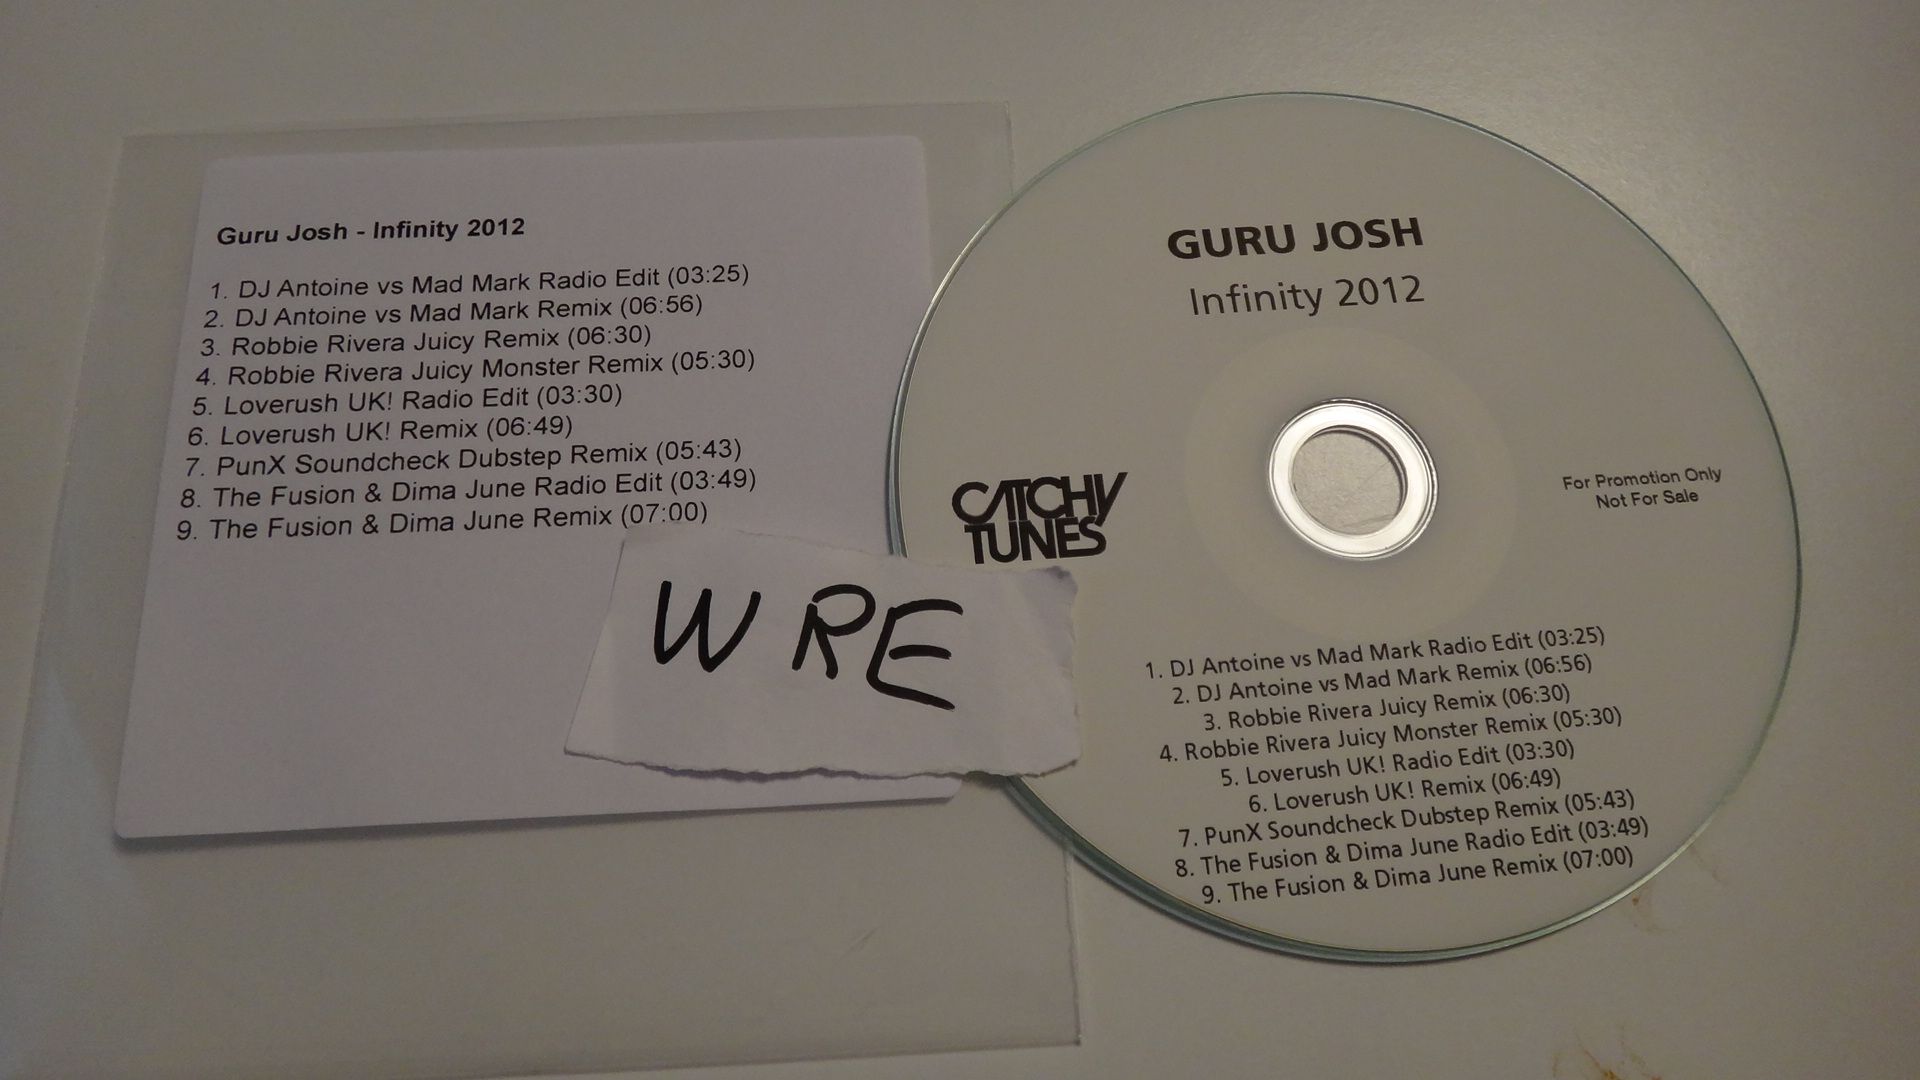 Guru Josh - Infinity 2012
1. DJ Antoine vs Mad Mark Radio Edit (03:25)
2. DJ Antoine vs Mad Mark Remix (06:56)
3. Robbie Rivera Juicy Remix (06:30)
4. Robbie Rivera Juicy Monster Remix (05:30)
5. Loverush UK! Radio Edit (03:30)
6. Loverush UK! Remix (06:49)
7. PunX Soundcheck Dubstep Remix (05:43)
8. The Fusion & Dima June Radio Edit (03:49)
9. The Fusion & Dima June Remix (07:00)
WRE
GURU JOSH
Infinity 2012
CATCHY
TUNES
For Promotion Only
Not For Sale
1. DJ Antoine vs Mad Mark Radio Edit (03:25)
2. DJ Antoine vs Mad Mark Remix (06:56)
3. Robbie Rivera Juicy Remix (06:30)
4. Robbie Rivera Juicy Monster Remix (05:30)
5. Loverush UK! Radio Edit (03:30)
6. Loverush UK! Remix (06:49)
7. PunX Soundcheck Dubstep Remix (05:43)
8. The Fusion & Dima June Radio Edit (03:49)
9. The Fusion & Dima June Remix (07:00)